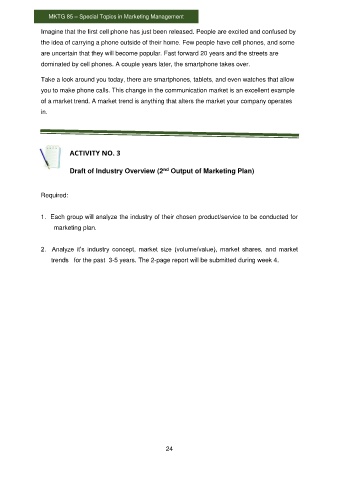 MKTG 85 – Special Topics in Marketing Management
Imagine that the first cell phone has just been released. People are excited and confused by
the idea of carrying a phone outside of their home. Few people have cell phones, and some
are uncertain that they will become popular. Fast forward 20 years and the streets are
dominated by cell phones. A couple years later, the smartphone takes over.
Take a look around you today, there are smartphones, tablets, and even watches that allow
you to make phone calls. This change in the communication market is an excellent example
of a market trend. A market trend is anything that alters the market your company operates
in.
ACTIVITY NO. 3
Draft of Industry Overview (2nd Output of Marketing Plan)
Required:
1. Each group will analyze the industry of their chosen product/service to be conducted for
marketing plan.
2. Analyze it's industry concept, market size (volume/value), market shares, and market
trends for the past 3-5 years. The 2-page report will be submitted during week 4.
24